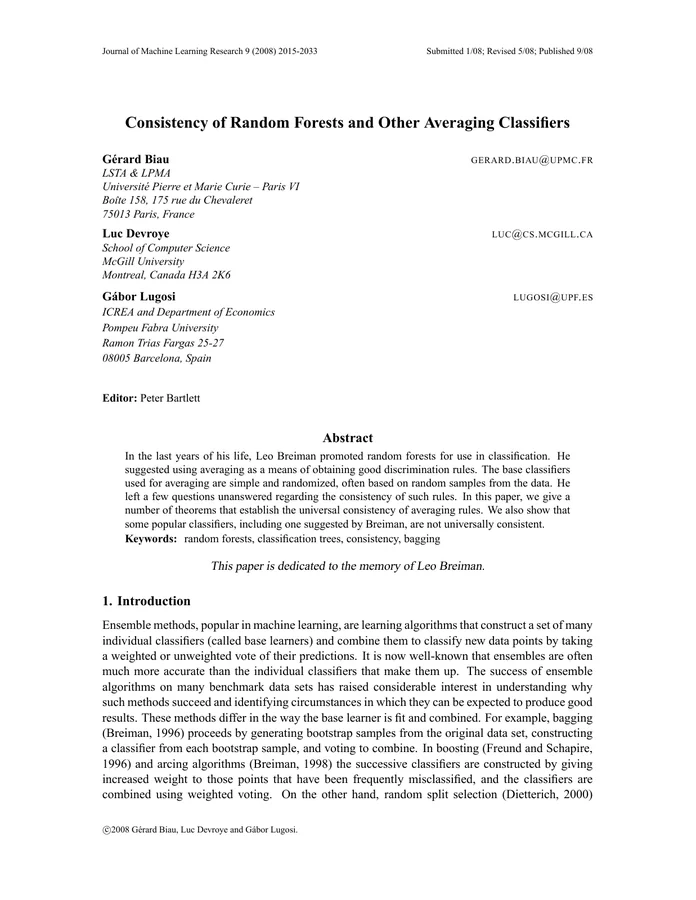 Journal of Machine Learning Research 9 (2008) 2015-2033
Submitted 1/08; Revised 5/08; Published 9/08
Consistency of Random Forests and Other Averaging Classifiers
Gérard Biau
GERARD.BIAU@UPMC.FR
LSTA & LPMA
Université Pierre et Marie Curie – Paris VI
Boîte 158, 175 rue du Chevaleret
75013 Paris, France
Luc Devroye
LUC@CS.MCGILL.CA
School of Computer Science
McGill University
Montreal, Canada H3A 2K6
Gábor Lugosi
LUGOSI@UPF.ES
ICREA and Department of Economics
Pompeu Fabra University
Ramon Trias Fargas 25-27
08005 Barcelona, Spain
Editor: Peter Bartlett
Abstract
In the last years of his life, Leo Breiman promoted random forests for use in classification. He
suggested using averaging as a means of obtaining good discrimination rules. The base classifiers
used for averaging are simple and randomized, often based on random samples from the data. He
left a few questions unanswered regarding the consistency of such rules. In this paper, we give a
number of theorems that establish the universal consistency of averaging rules. We also show that
some popular classifiers, including one suggested by Breiman, are not universally consistent.
Keywords: random forests, classification trees, consistency, bagging
This paper is dedicated to the memory of Leo Breiman.
1. Introduction
Ensemble methods, popular in machine learning, are learning algorithms that construct a set of many
individual classifiers (called base learners) and combine them to classify new data points by taking
a weighted or unweighted vote of their predictions. It is now well-known that ensembles are often
much more accurate than the individual classifiers that make them up. The success of ensemble
algorithms on many benchmark data sets has raised considerable interest in understanding why
such methods succeed and identifying circumstances in which they can be expected to produce good
results. These methods differ in the way the base learner is fit and combined. For example, bagging
(Breiman, 1996) proceeds by generating bootstrap samples from the original data set, constructing
a classifier from each bootstrap sample, and voting to combine. In boosting (Freund and Schapire,
1996) and arcing algorithms (Breiman, 1998) the successive classifiers are constructed by giving
increased weight to those points that have been frequently misclassified, and the classifiers are
combined using weighted voting. On the other hand, random split selection (Dietterich, 2000)
©2008 Gérard Biau, Luc Devroye and Gábor Lugosi.